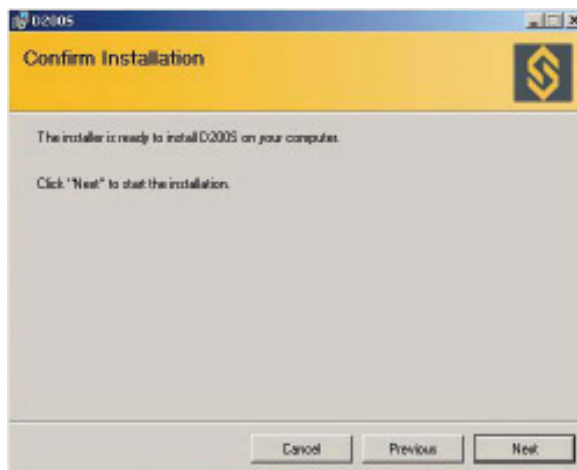 D200S
Confirm Installation
The installer is ready to install D200S on your computer.
Click "Next" to start the installation.
Cancel
Previous
Next